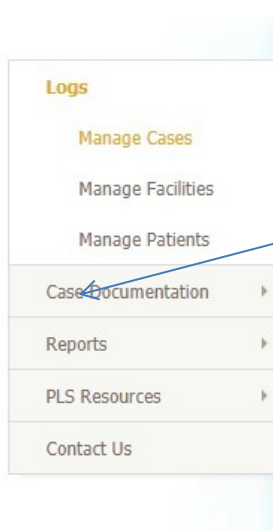 Logs
Manage Cases
Manage Facilities
Manage Patients
Case Documentation
Reports
PLS Resources
Contact Us